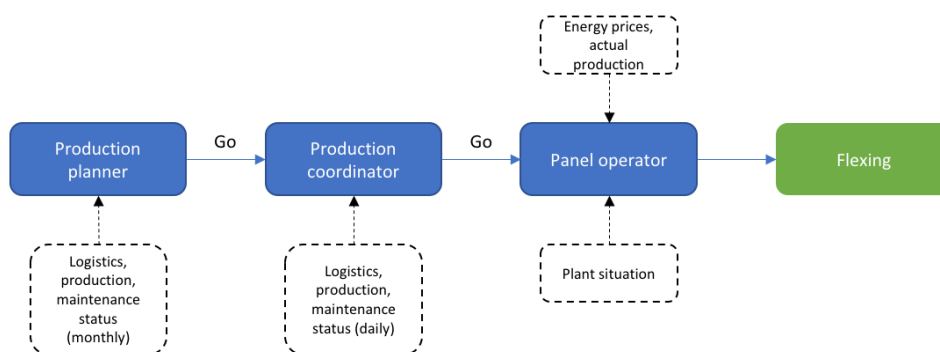 Energy prices,
actual
production
Production
planner
Go
Production
coordinator
Go
Panel operator
Flexing
Logistics,
production,
maintenance
status
(monthly)
Logistics,
production,
maintenance
status (daily)
Plant situation